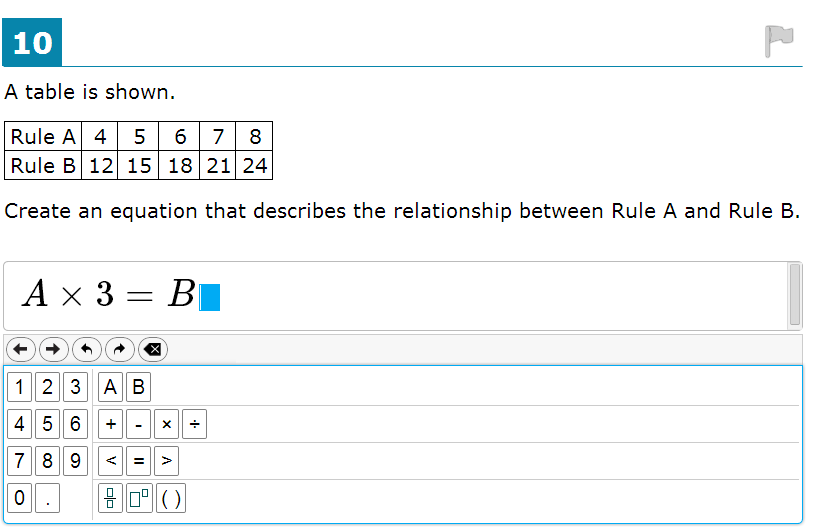 10
A table is shown.
Rule A 4 5 6 7 8
Rule B 12 15 18 21 24
Create an equation that describes the relationship between Rule A and Rule B.
A × 3 = B
1 2 3 A B
4 5 6 + - × ÷
7 8 9 < = >
0 . ( )